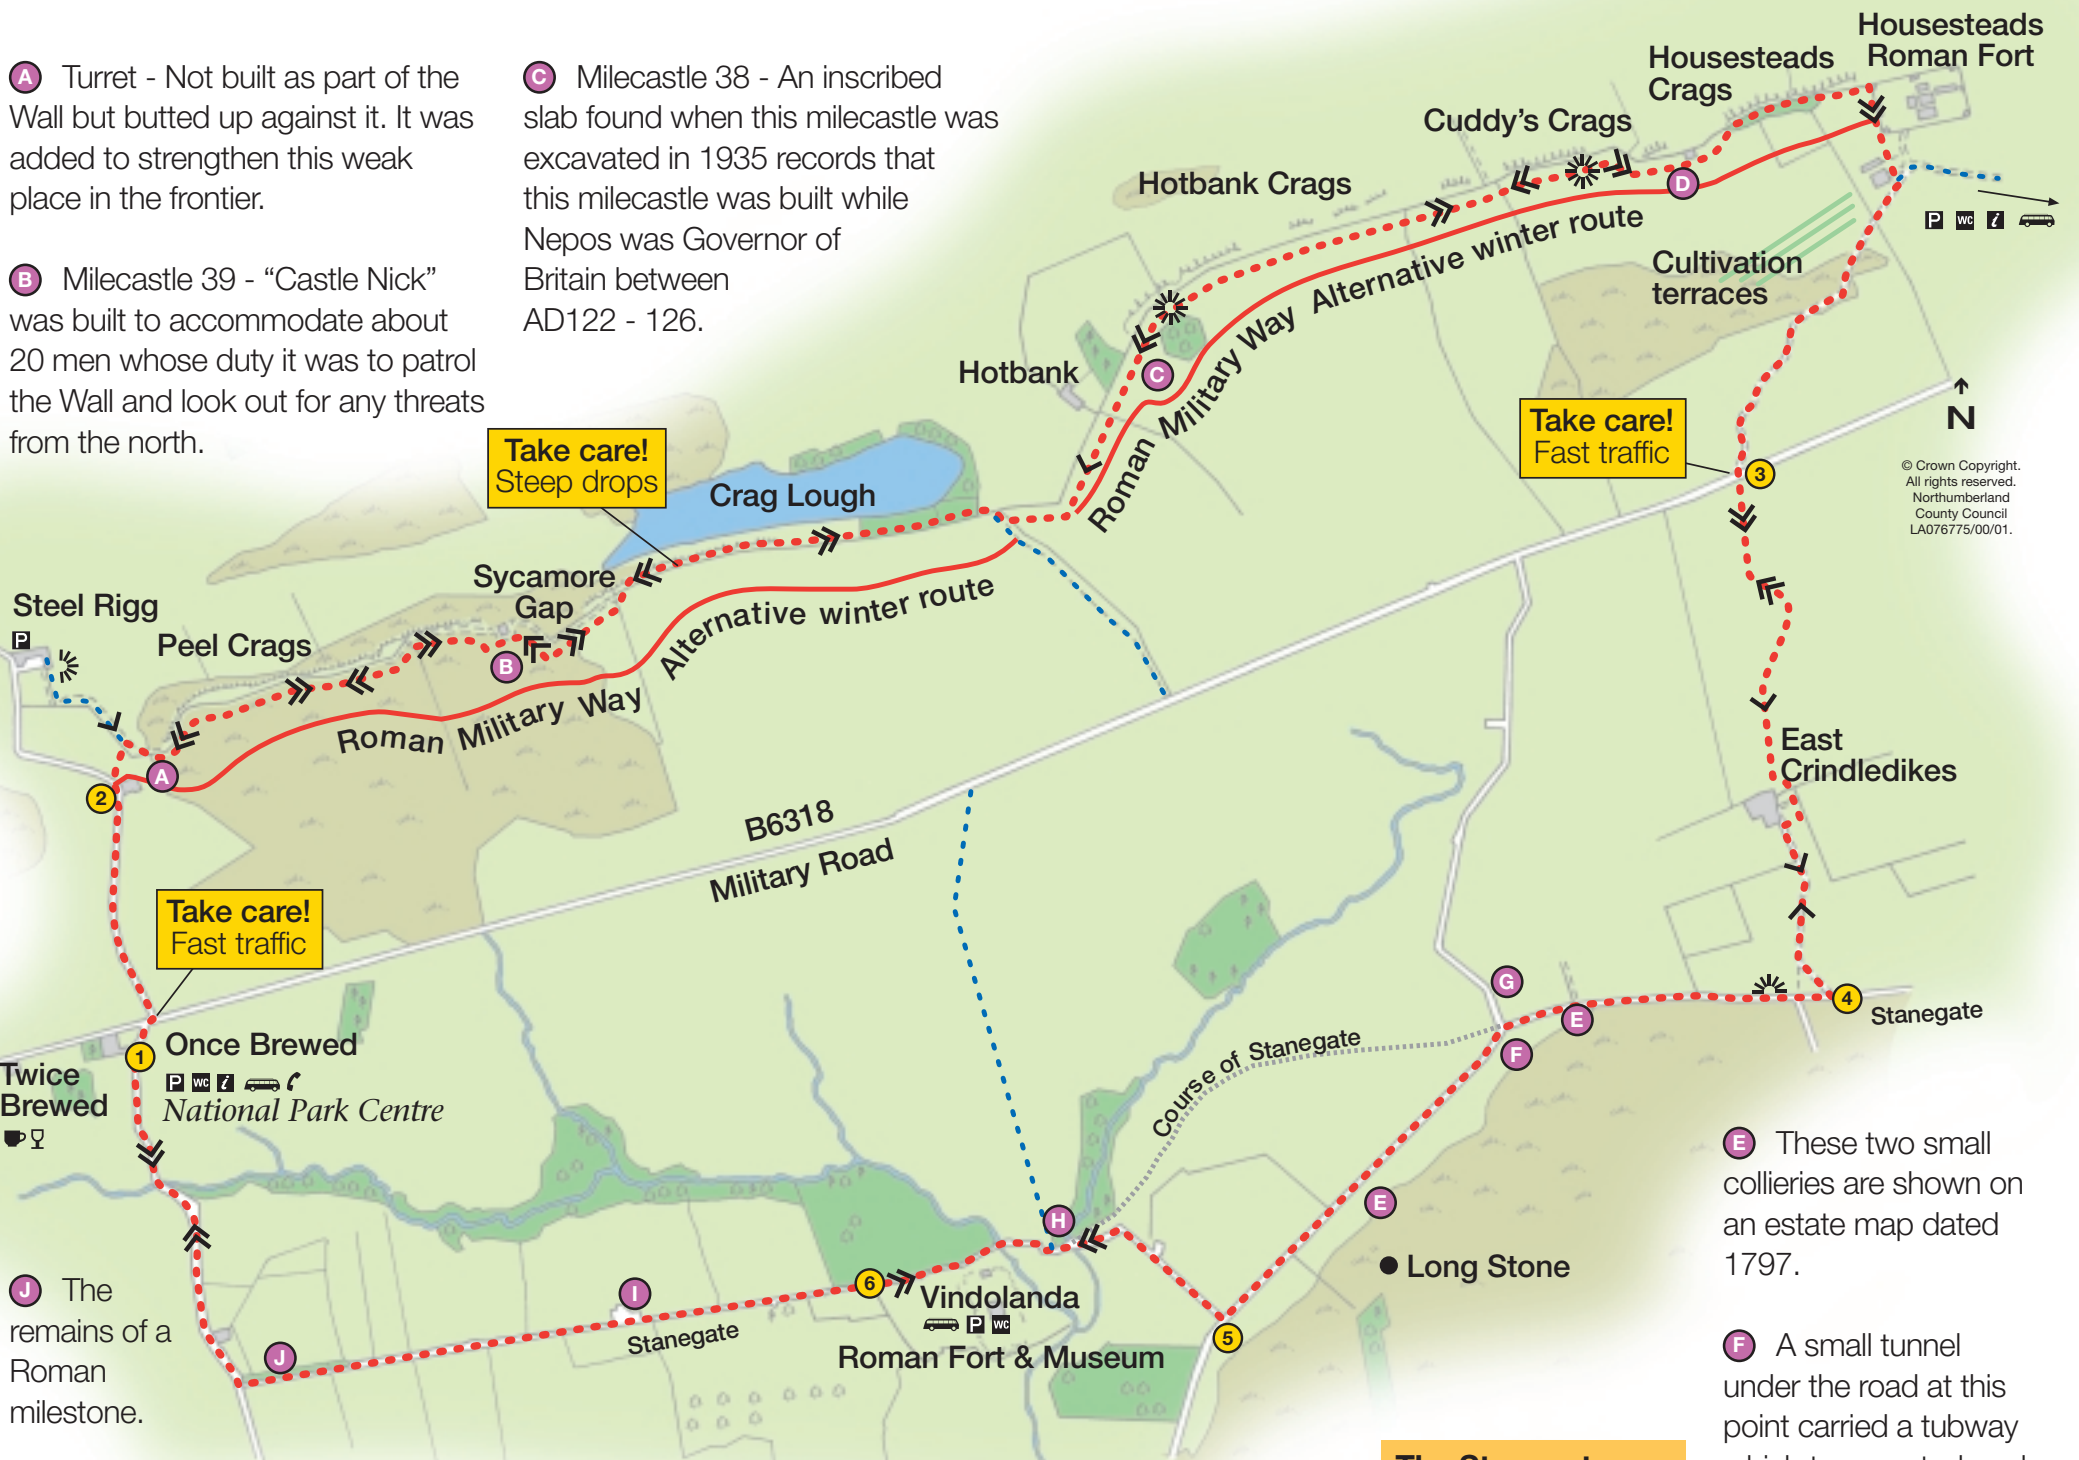 A Turret - Not built as part of the
Wall but butted up against it. It was
added to strengthen this weak
place in the frontier.
B Milecastle 39 - “Castle Nick”
was built to accommodate about
20 men whose duty it was to patrol
the Wall and look out for any threats
from the north.
C Milecastle 38 - An inscribed
slab found when this milecastle was
excavated in 1935 records that
this milecastle was built while
Nepos was Governor of
Britain between
AD122 - 126.
Housesteads
Roman Fort
Housesteads
Crags
Cuddy’s Crags
Hotbank Crags
D
P WC i
Cultivation
terraces
Alternative winter route
Roman Military Way
Hotbank
C
Take care!
Fast traffic
3
N
© Crown Copyright.
All rights reserved.
Northumberland
County Council
LA076775/00/01.
Take care!
Steep drops
Crag Lough
Sycamore
Gap
Steel Rigg
P
Peel Crags
B
Alternative winter route
Roman Military Way
A
2
B6318
Military Road
East
Crindledikes
Take care!
Fast traffic
1
Once Brewed
P WC i
National Park Centre
Twice
Brewed
G
E
F
4
Stanegate
Course of Stanegate
H
E
Long Stone
6
Vindolanda
P WC
Roman Fort & Museum
5
I
Stanegate
J
J The
remains of a
Roman
milestone.
E These two small
collieries are shown on
an estate map dated
1797.
F A small tunnel
under the road at this
point carried a tubway